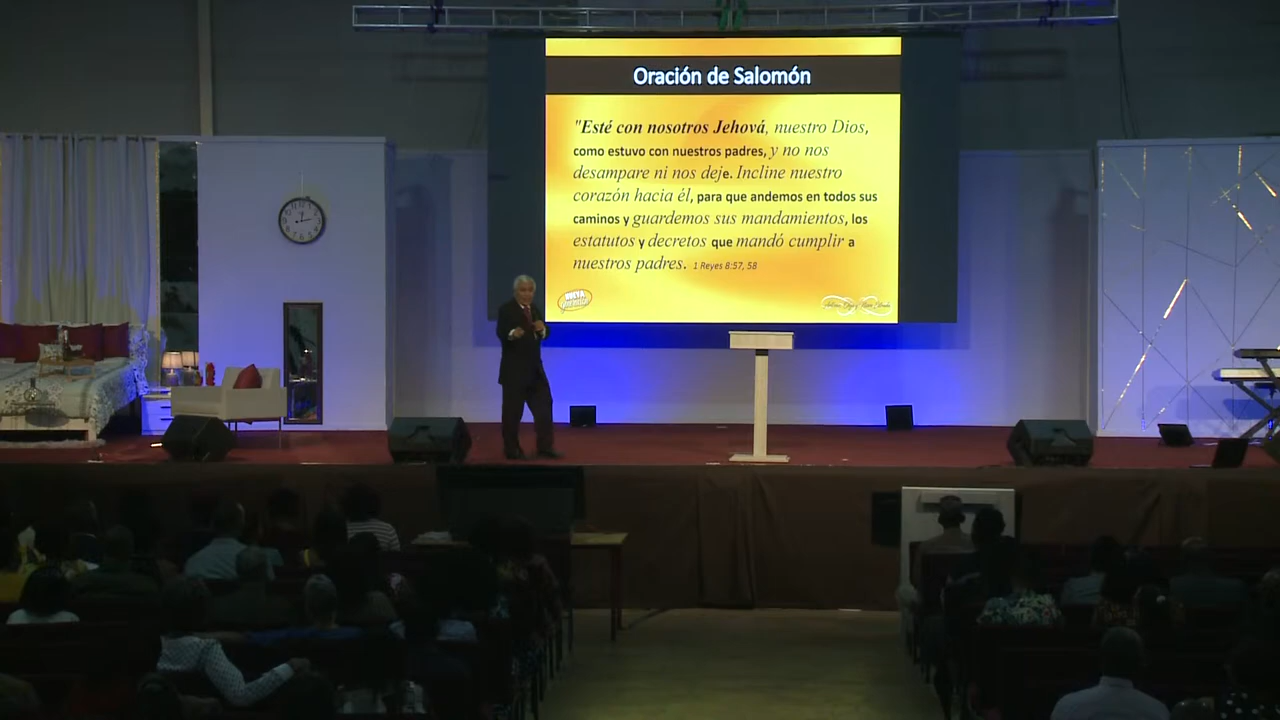 Oración de Salomón
"Esté con nosotros Jehová, nuestro Dios,
como estuvo con nuestros padres, y no nos
desampare ni nos deje. Incline nuestro
corazón hacia él, para que andemos en todos sus
caminos y guardemos sus mandamientos, los
estatutos y decretos que mandó cumplir a
nuestros padres. 1 Reyes 8:57, 58
NUEVA